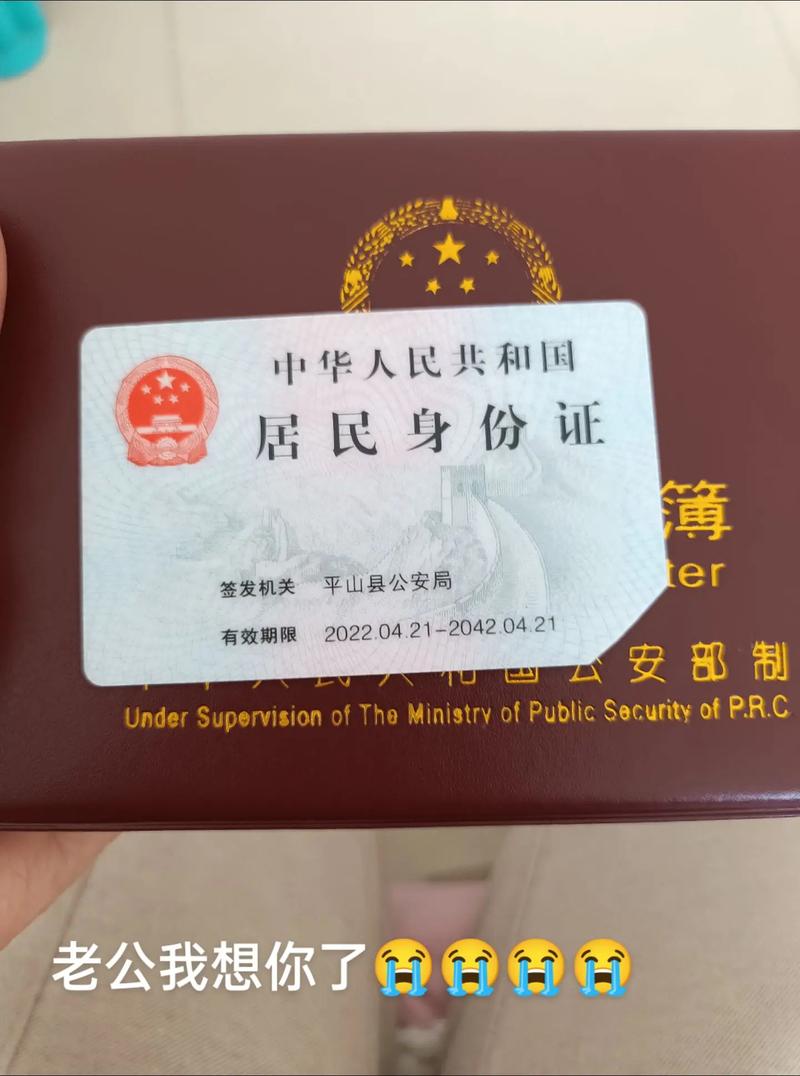 中华人民共和国
居民身份证
签发机关 平山县公安局
有效期限 2022.04.21-2042.04.21
簿
ter
安部制
Under Supervision of The Ministry of Public Security of P.R.C
老公我想你了😭😭😭😭